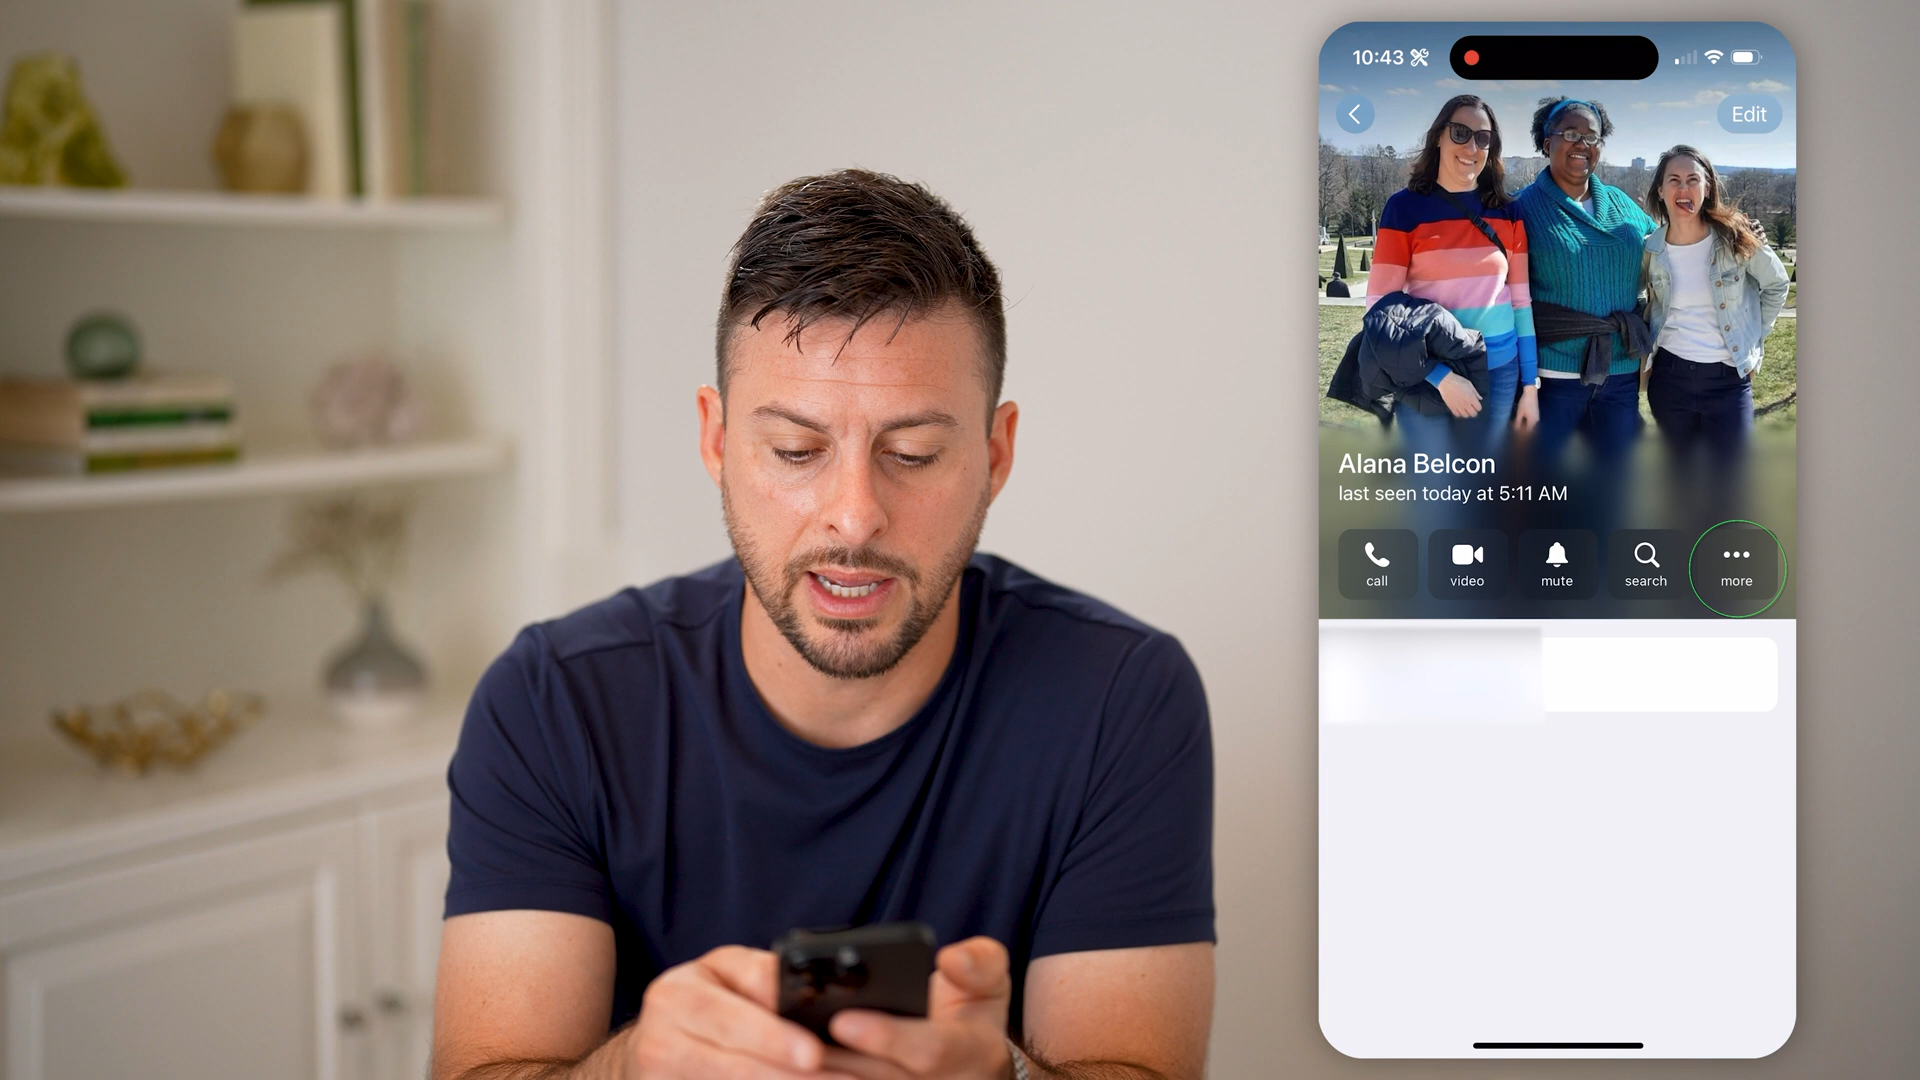 10:43
Edit
Alana Belcon
last seen today at 5:11 AM
call
video
mute
search
more